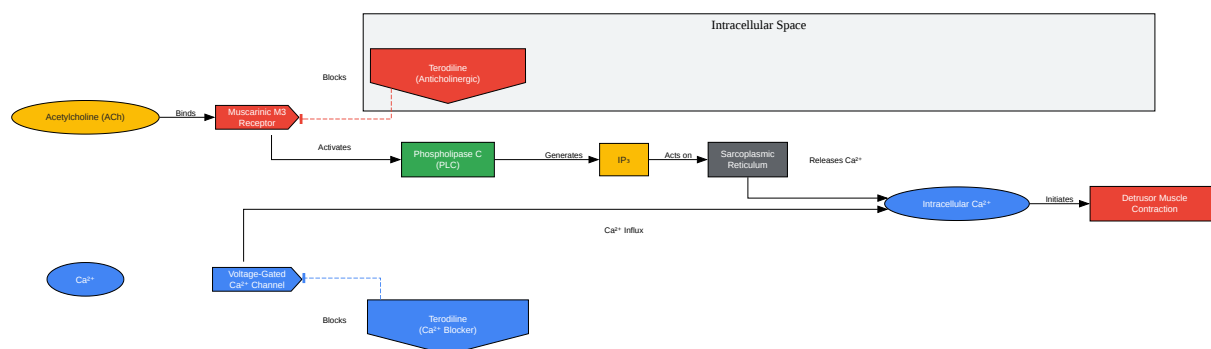 Intracellular Space
Terodiline
(Anticholinergic)
Blocks
Acetylcholine (ACh)
Binds
Muscarinic M3
Receptor
Activates
Phospholipase C
(PLC)
Generates
IP₃
Acts on
Sarcoplasmic
Reticulum
Releases Ca²⁺
Intracellular Ca²⁺
Initiates
Detrusor Muscle
Contraction
Ca²⁺ Influx
Ca²⁺
Voltage-Gated
Ca²⁺ Channel
Blocks
Terodiline
(Ca²⁺ Blocker)